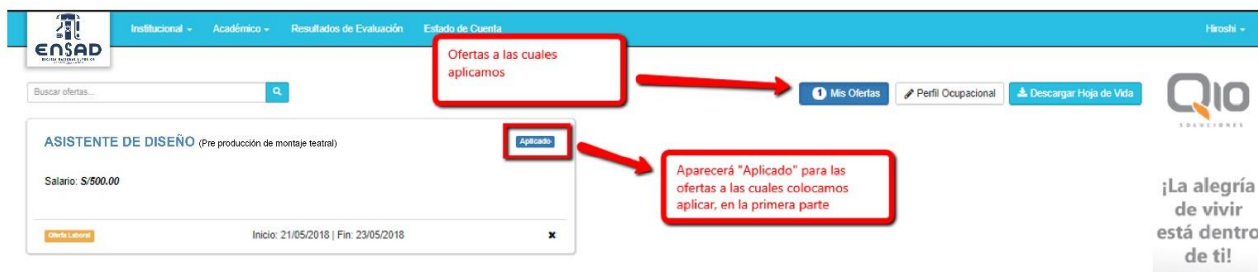 Institucional Académico Resultados de Evaluación Estado de Cuenta Hiroshi
ENSAD
Ofertas a las cuales
aplicamos
Buscar ofertas...
1 Mis Ofertas Perfil Ocupacional Descargar Hoja de Vida
QIO
SOLUCIONES
ASISTENTE DE DISEÑO (Pre producción de montaje teatral) Aplicado
Salario: S/500.00
Aparecerá "Aplicado" para las
ofertas a las cuales colocamos
aplicar, en la primera parte
¡La alegría
de vivir
está dentro
de ti!
Oferta Laboral Inicio: 21/05/2018 | Fin: 23/05/2018